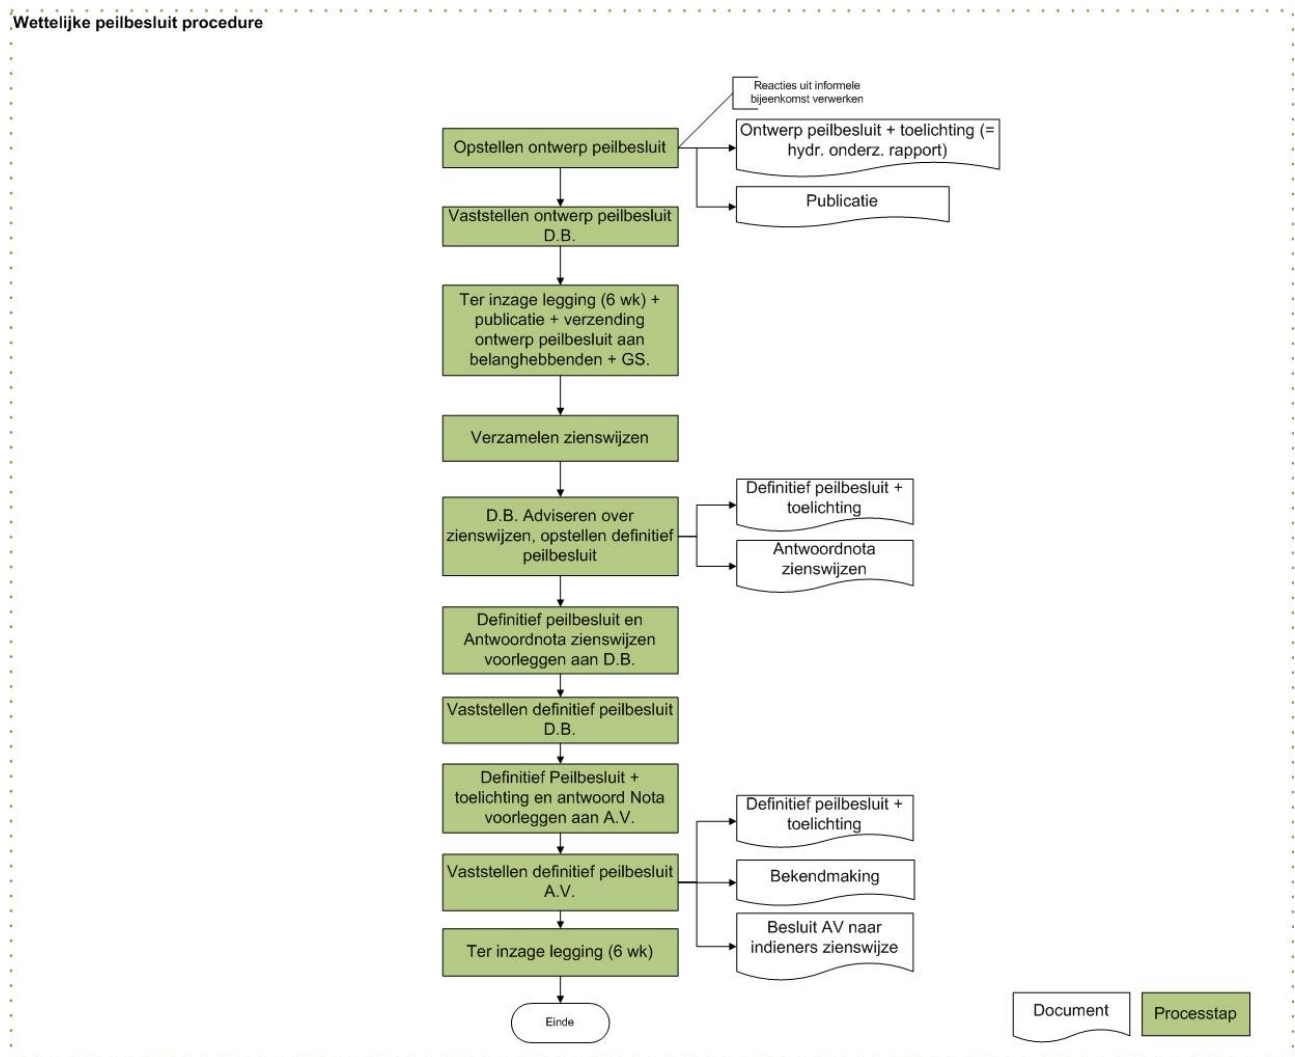 Wettelijke peilbesluit procedure
Reacties uit informele
bijeenkomst verwerken
Opstellen ontwerp peilbesluit
Ontwerp peilbesluit + toelichting (=
hydr. onderz. rapport)
Publicatie
Vaststellen ontwerp peilbesluit
D.B.
Ter inzage legging (6 wk) +
publicatie + verzending
ontwerp peilbesluit aan
belanghebbenden + GS.
Verzamelen zienswijzen
D.B. Adviseren over
zienswijzen, opstellen definitief
peilbesluit
Definitief peilbesluit +
toelichting
Antwoordnota
zienswijzen
Definitief peilbesluit en
Antwoordnota zienswijzen
voorleggen aan D.B.
Vaststellen definitief peilbesluit
D.B.
Definitief Peilbesluit +
toelichting en antwoord Nota
voorleggen aan A.V.
Vaststellen definitief peilbesluit
A.V.
Definitief peilbesluit +
toelichting
Bekendmaking
Besluit AV naar
indieners zienswijze
Ter inzage legging (6 wk)
Einde
Document
Processtap